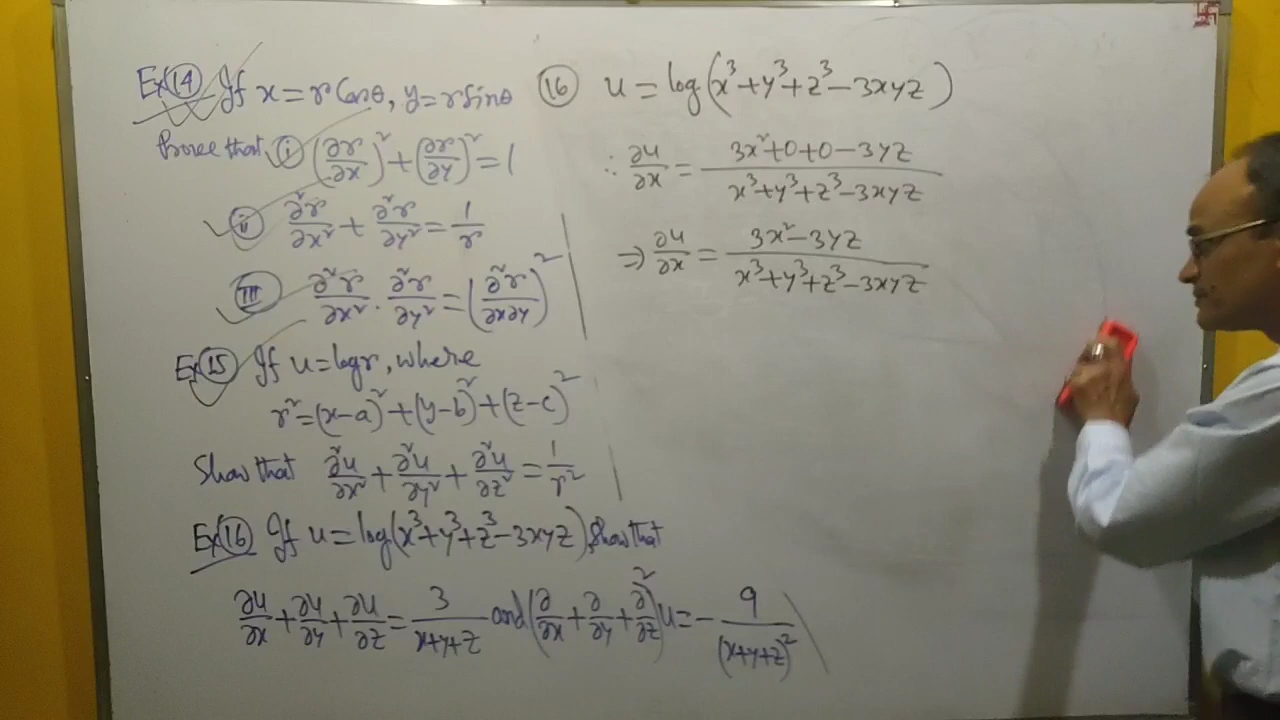 Ex(14) If x = r Cosθ, y = r Sinθ
Prove that (i) (∂r/∂x)² + (∂r/∂y)² = 1
(ii) ∂²r/∂x² + ∂²r/∂y² = 1/r
(iii) ∂²r/∂x² · ∂²r/∂y² = (∂²r/∂x∂y)²
Ex(15) If u = log r, where
r² = (x-a)² + (y-b)² + (z-c)²
Show that ∂²u/∂x² + ∂²u/∂y² + ∂²u/∂z² = 1/r²
Ex(16) If u = log(x³+y³+z³-3xyz), Show that
∂u/∂x + ∂u/∂y + ∂u/∂z = 3/(x+y+z) and (∂/∂x + ∂/∂y + ∂/∂z)² u = - 9/(x+y+z)²
(16) u = log(x³+y³+z³-3xyz)
∴ ∂u/∂x = (3x²+0+0-3yz)/(x³+y³+z³-3xyz)
⇒ ∂u/∂x = (3x²-3yz)/(x³+y³+z³-3xyz)